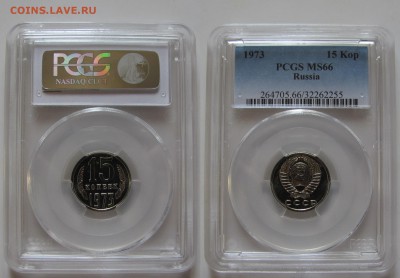 COINS.LAVE.RU
PCGS
NASDAQ:CLCT
15
КОПЕЕК
1973
1973 15 Kop
PCGS MS66
Russia
264705.66/32262255
СССР